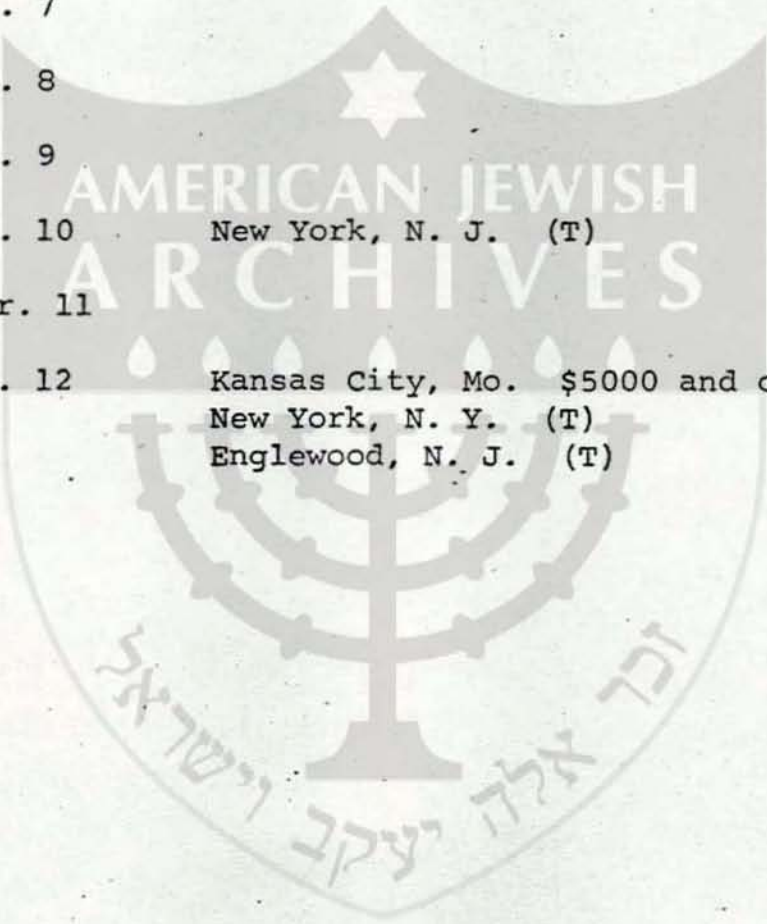 . 7
. 8
. 9
AMERICAN JEWISH
. 10 New York, N. J. (T)
ARCHIVES
r. 11
. 12 Kansas City, Mo. $5000 and
New York, N. Y. (T)
Englewood, N. J. (T)
זכר אלה יעקב וישראל